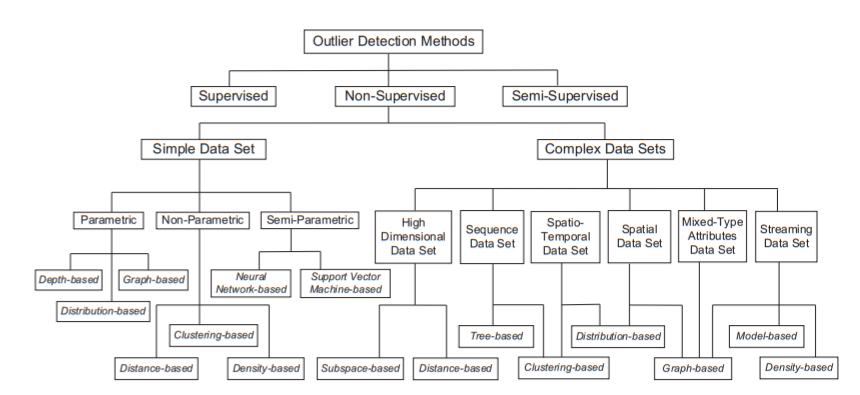 Outlier Detection Methods
Supervised
Non-Supervised
Semi-Supervised
Simple Data Set
Complex Data Sets
Parametric
Non-Parametric
Semi-Parametric
High
Dimensional
Data Set
Sequence
Data Set
Spatio-
Temporal
Data Set
Spatial
Data Set
Mixed-Type
Attributes
Data Set
Streaming
Data Set
Depth-based
Graph-based
Neural
Network-based
Support Vector
Machine-based
Distribution-based
Clustering-based
Tree-based
Distribution-based
Model-based
Distance-based
Density-based
Subspace-based
Distance-based
Clustering-based
Graph-based
Density-based